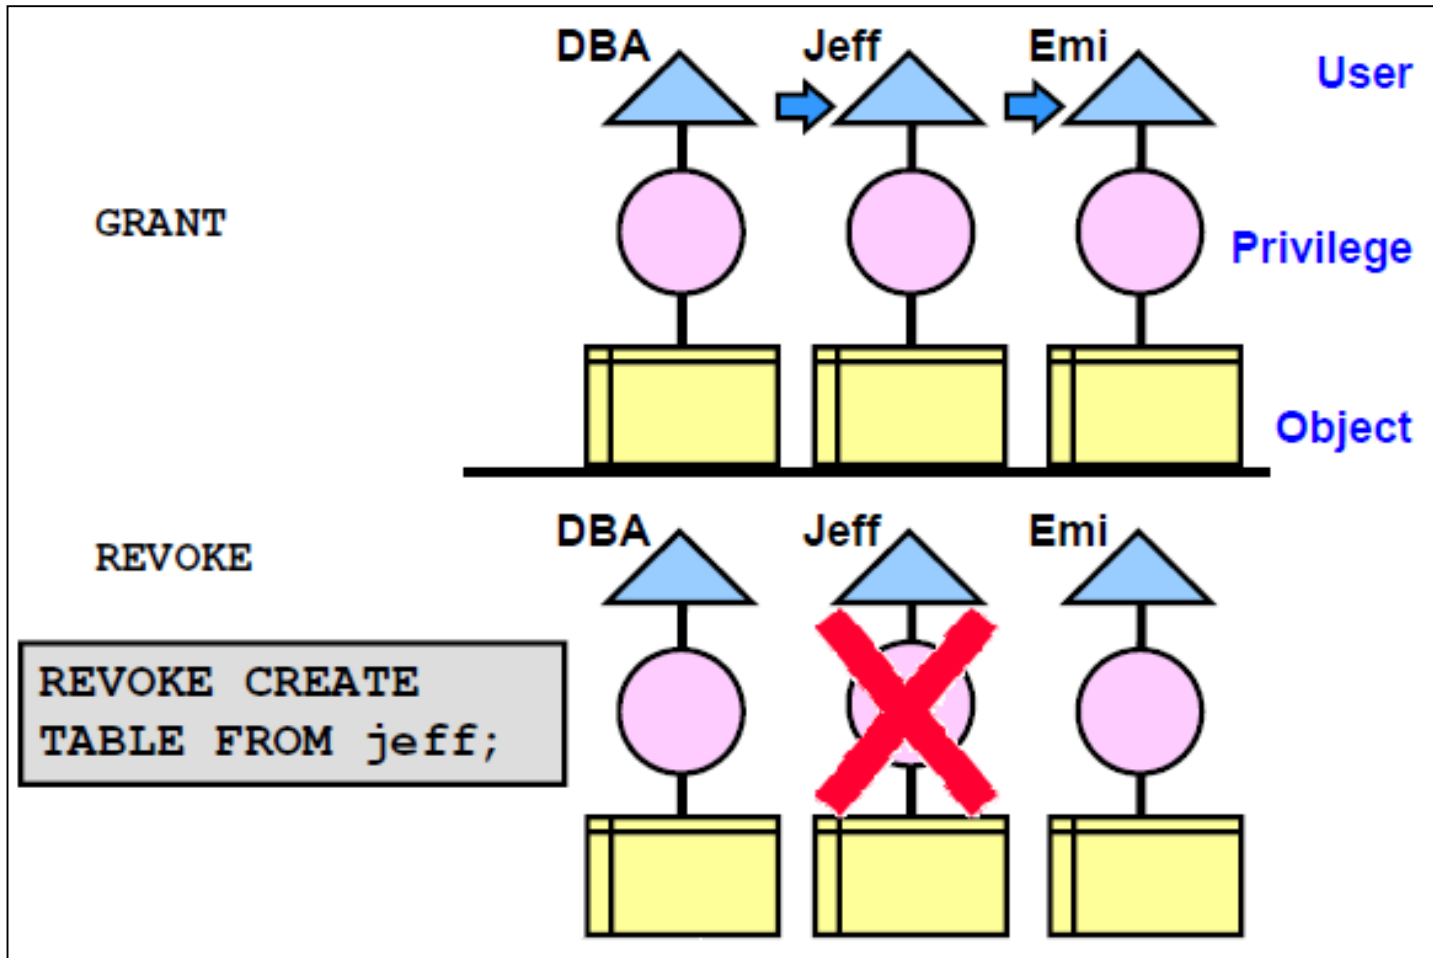 DBA Jeff Emi User
GRANT
Privilege
Object
DBA Jeff Emi
REVOKE
REVOKE CREATE
TABLE FROM jeff;